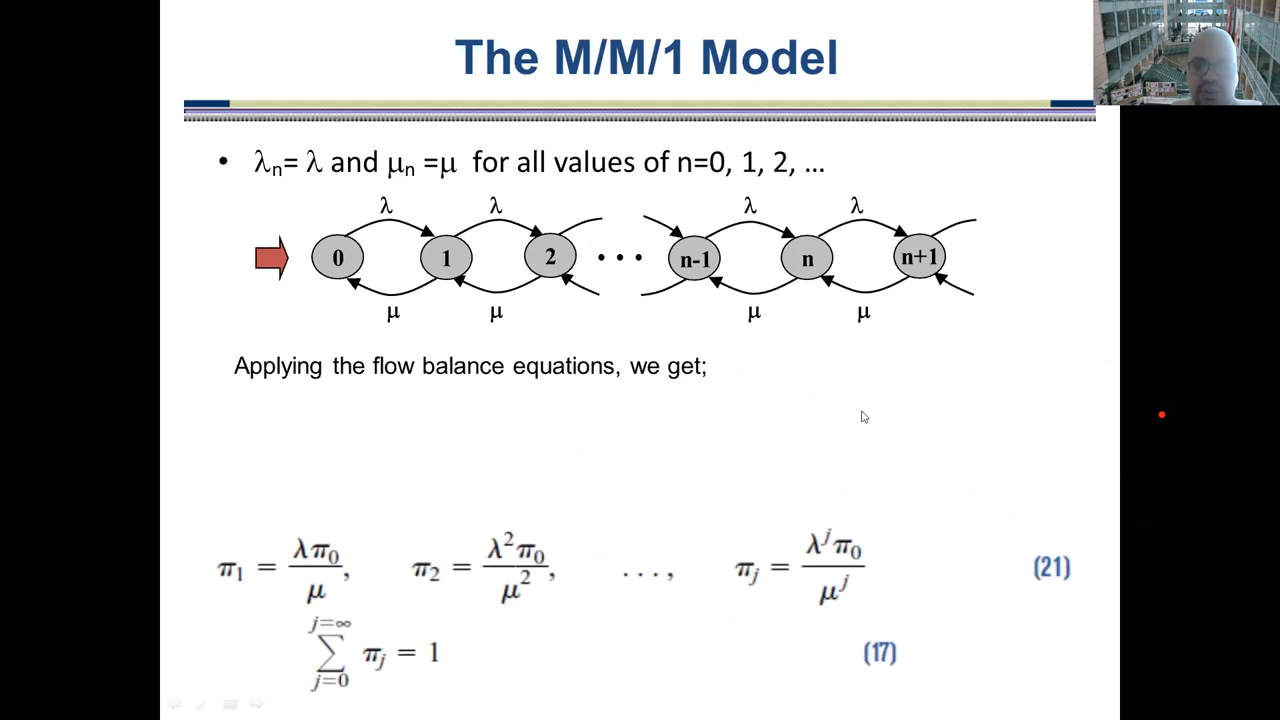 The M/M/1 Model
• λn= λ and μn =μ for all values of n=0, 1, 2, ...
λ λ λ λ
0 1 2 • • • n-1 n n+1
μ μ μ μ
Applying the flow balance equations, we get;
π1 = λπ0/μ, π2 = λ²π0/μ², . . . , πj = λ^jπ0/μ^j (21)
∑_{j=0}^{j=∞} πj = 1 (17)